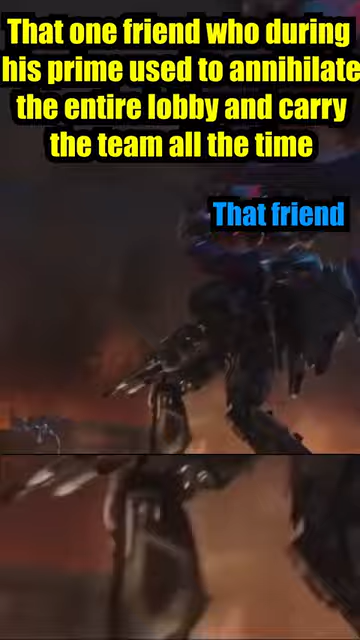 That one friend who during
his prime used to annihilate
the entire lobby and carry
the team all the time
That friend